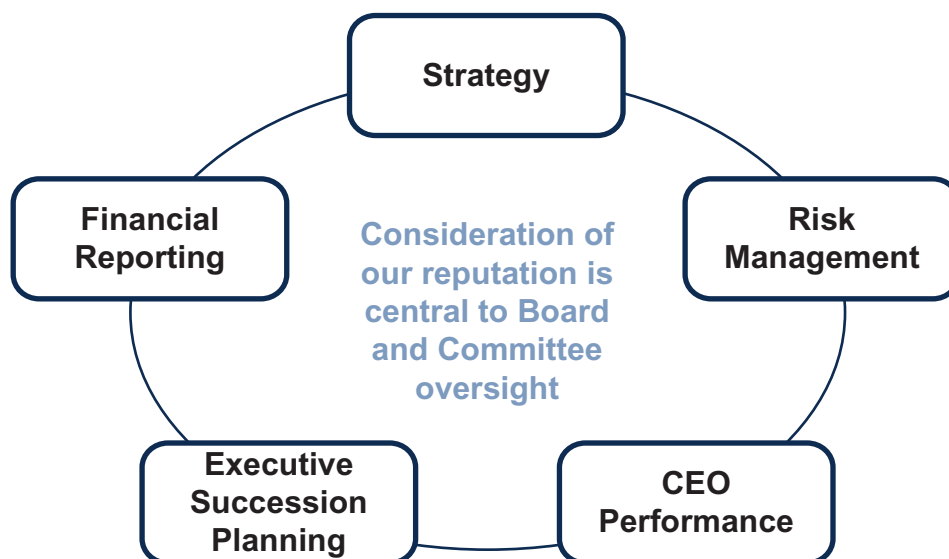 Strategy
Financial
Reporting
Risk
Management
Consideration of
our reputation is
central to Board
and Committee
oversight
Executive
Succession
Planning
CEO
Performance